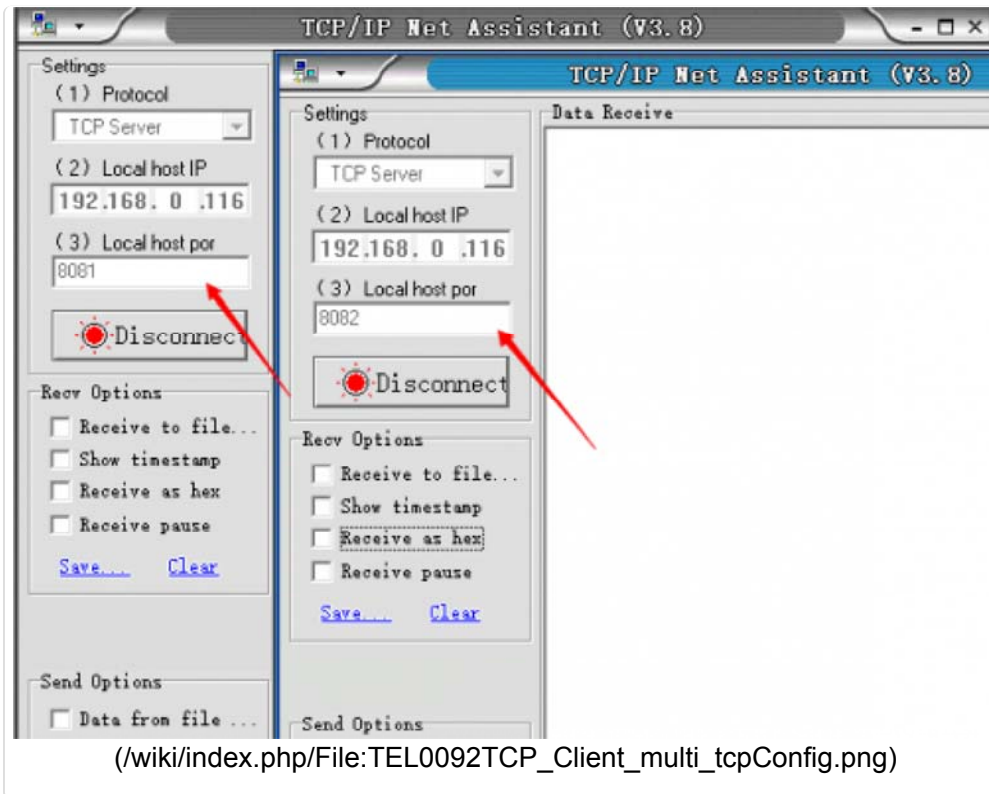 TCP/IP Net Assistant (V3.8)
Settings
(1) Protocol
TCP Server
(2) Local host IP
192.168. 0 .116
(3) Local host por
8081
Disconnect
Recv Options
Receive to file...
Show timestamp
Receive as hex
Receive pause
Save... Clear
Send Options
Data from file ...
TCP/IP Net Assistant (V3.8)
Settings
(1) Protocol
TCP Server
(2) Local host IP
192.168. 0 .116
(3) Local host por
8082
Disconnect
Recv Options
Receive to file...
Show timestamp
Receive as hex
Receive pause
Save... Clear
Send Options
Data Receive
(/wiki/index.php/File:TEL0092TCP_Client_multi_tcpConfig.png)